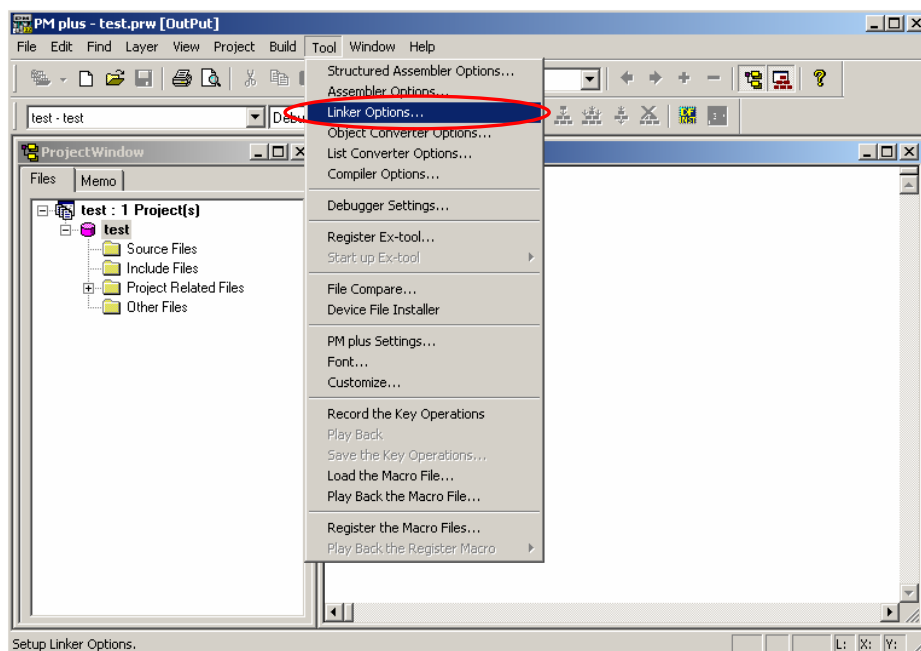 PM plus - test.prw [OutPut]
File Edit Find Layer View Project Build Tool Window Help
test - test
Debu
Structured Assembler Options...
Assembler Options...
Linker Options...
Object Converter Options...
List Converter Options...
Compiler Options...
Debugger Settings...
Register Ex-tool...
Start up Ex-tool
File Compare...
Device File Installer
PM plus Settings...
Font...
Customize...
Record the Key Operations
Play Back
Save the Key Operations...
Load the Macro File...
Play Back the Macro File...
Register the Macro Files...
Play Back the Register Macro
ProjectWindow
Files Memo
test : 1 Project(s)
test
Source Files
Include Files
Project Related Files
Other Files
Setup Linker Options.
L: X: Y: